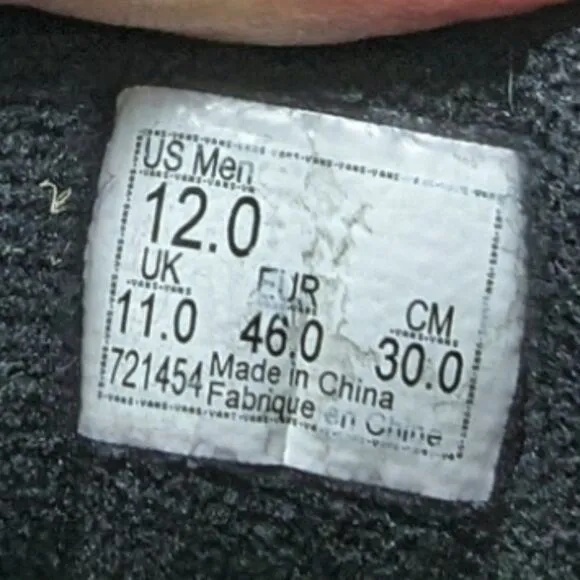 US Men
12.0
UK EUR CM
11.0 46.0 30.0
721454 Made in China
Fabrique en Chine